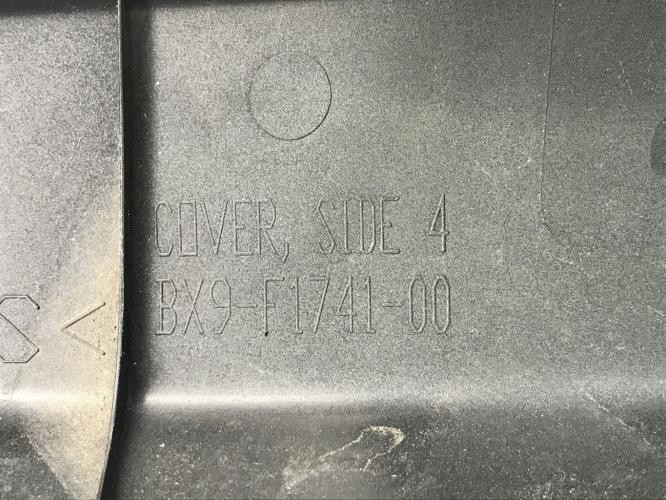 COVER, SIDE 4
BX9-F1741-00
S<